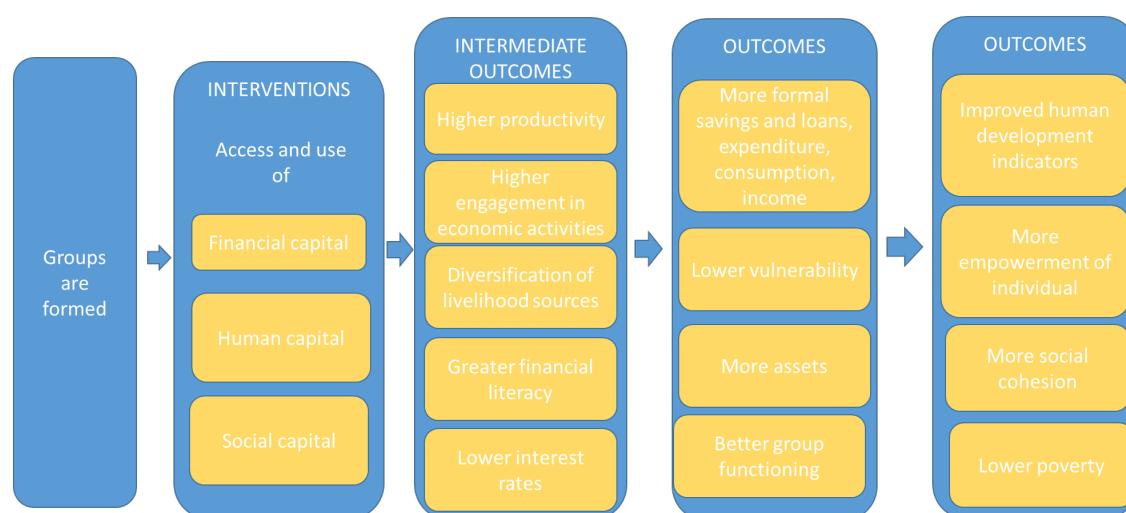 Groups
are
formed
INTERVENTIONS
Access and use
of
Financial capital
Human capital
Social capital
INTERMEDIATE
OUTCOMES
Higher productivity
Higher
engagement in
economic activities
Diversification of
livelihood sources
Greater financial
literacy
Lower interest
rates
OUTCOMES
More formal
savings and loans,
expenditure,
consumption,
income
Lower vulnerability
More assets
Better group
functioning
OUTCOMES
Improved human
development
indicators
More
empowerment of
individual
More social
cohesion
Lower poverty